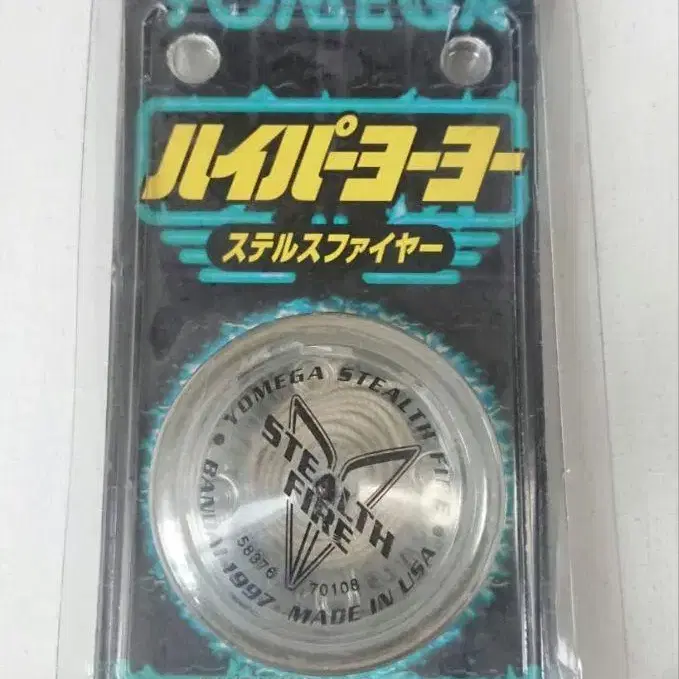 YOMEGA
ハイパーヨーヨー
ステルスファイヤー
YOMEGA STEALTH FIRE
STEALTH
FIRE
58376 70108
BANDAI 1997 MADE IN USA